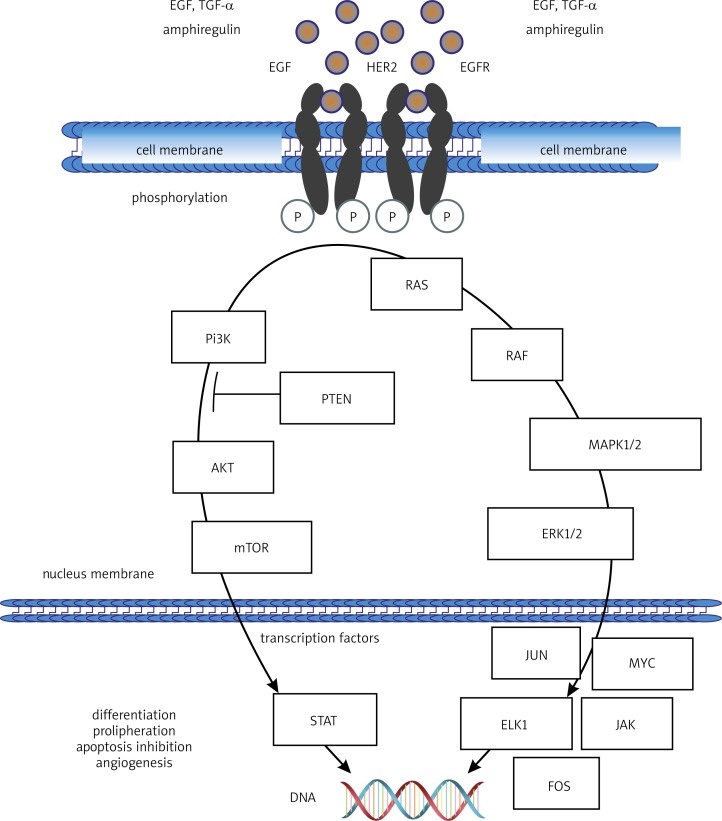 EGF, TGF-α
amphiregulin
EGF, TGF-α
amphiregulin
EGF
HER2
EGFR
cell membrane
cell membrane
phosphorylation
P
P
P
P
RAS
Pi3K
RAF
PTEN
MAPK1/2
AKT
ERK1/2
mTOR
nucleus membrane
transcription factors
JUN
MYC
STAT
ELK1
JAK
differentiation
prolipheration
apoptosis inhibition
angiogenesis
FOS
DNA